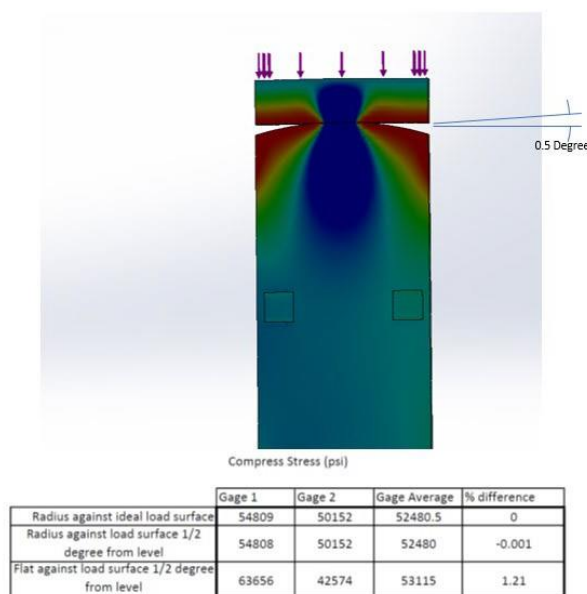 0.5 Degree
Compress Stress (psi)
Gage 1 Gage 2 Gage Average % difference
Radius against ideal load surface 54809 50152 52480.5 0
Radius against load surface 1/2
degree from level 54808 50152 52480 -0.001
Flat against load surface 1/2 degree
from level 63656 42574 53115 1.21